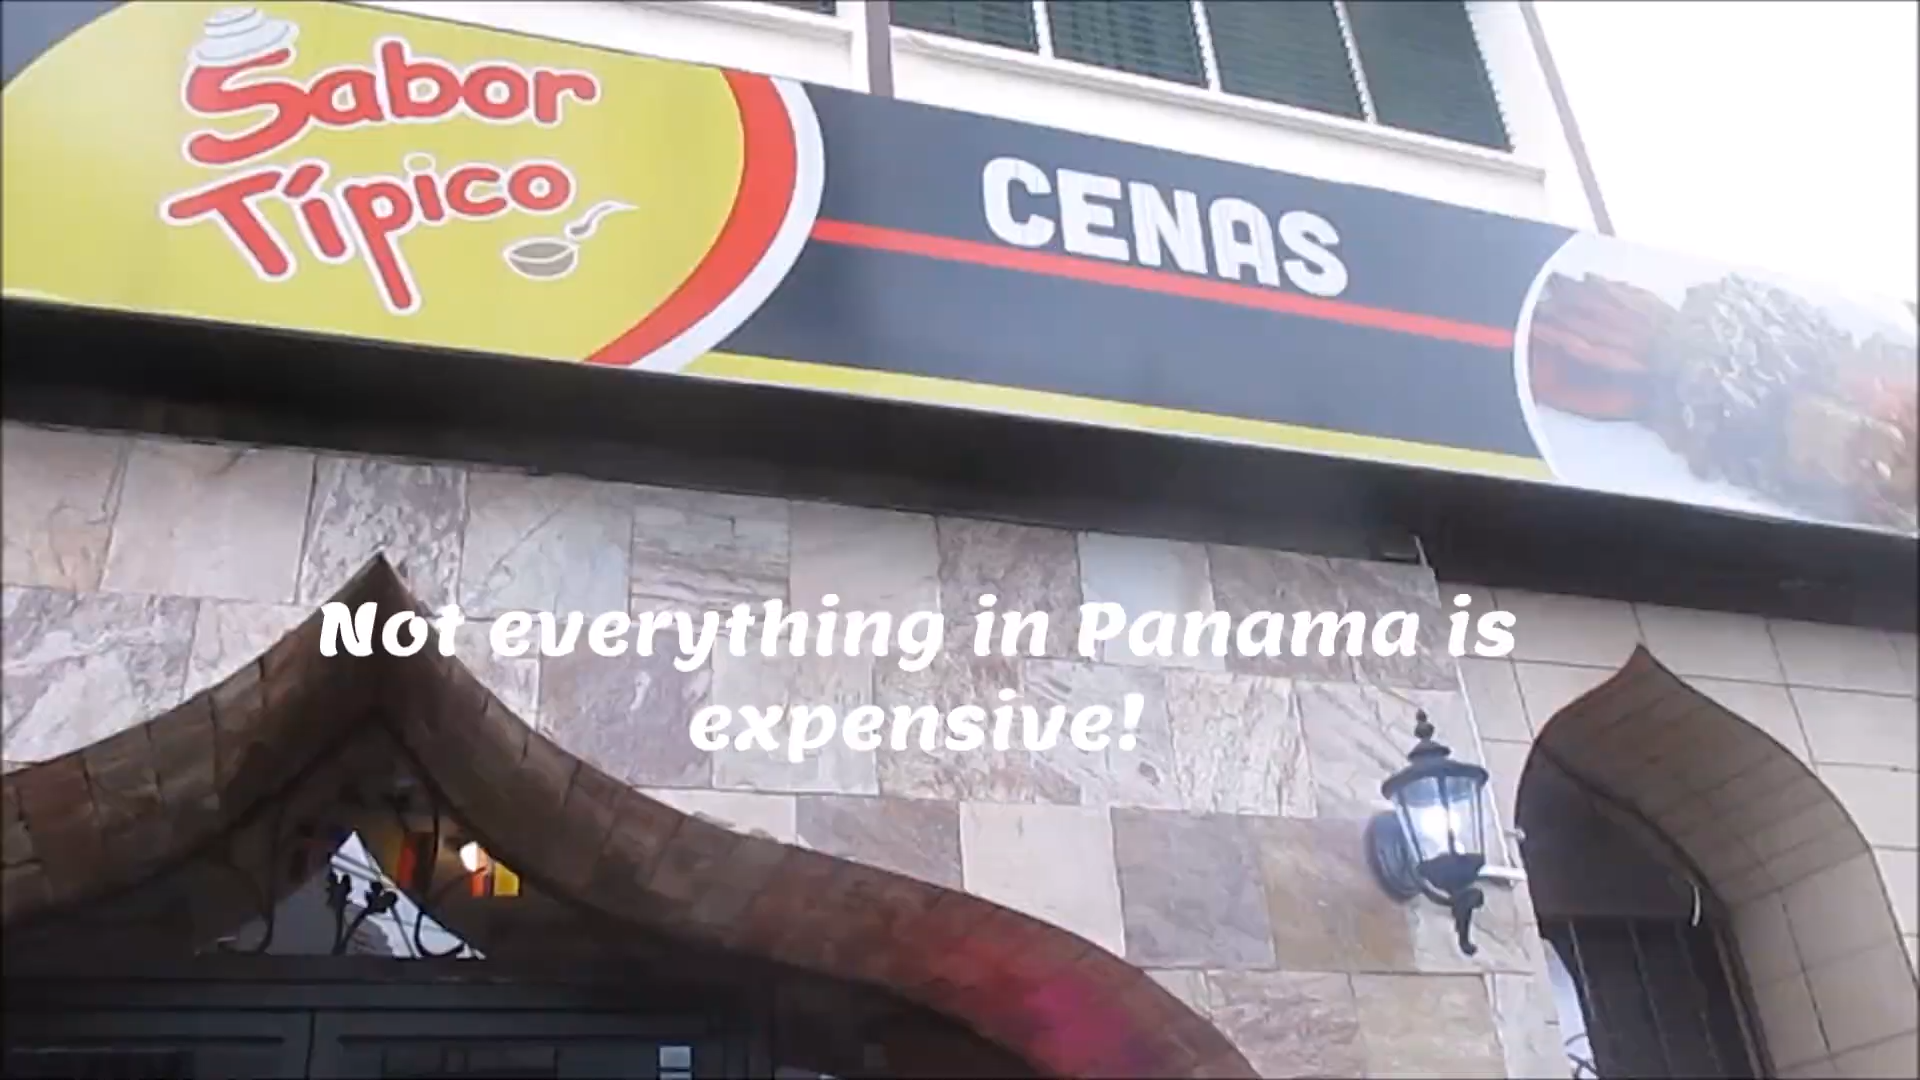 Sabor
Típico
CENAS
Not everything in Panama is
expensive!